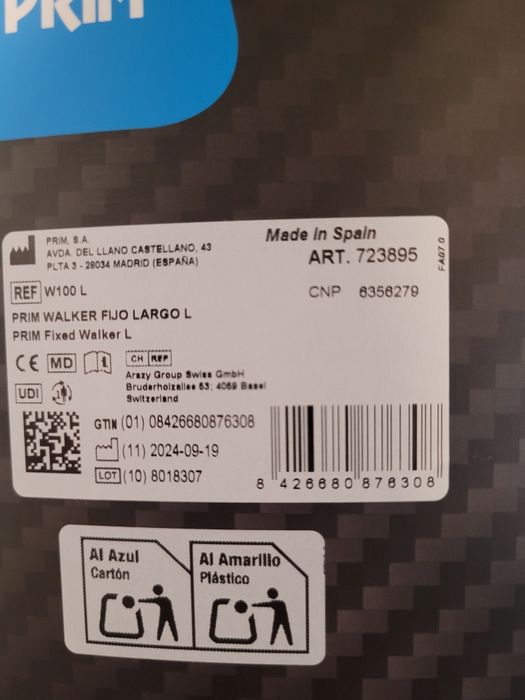 PRIM
PRIM, S.A.
AVDA. DEL LLANO CASTELLANO, 43
PLTA 3 - 28034 MADRID (ESPAÑA)
Made in Spain
ART. 723895
FA07.0
REF W100 L
CNP 6356279
PRIM WALKER FIJO LARGO L
PRIM Fixed Walker L
CE MD
CH REP
Arazy Group Swiss GmbH
Bruderholzallee 53; 4059 Basel
Switzerland
UDI
GTIN (01) 08426680876308
(11) 2024-09-19
LOT (10) 8018307
8 426680 876308
Al Azul
Cartón
Al Amarillo
Plástico